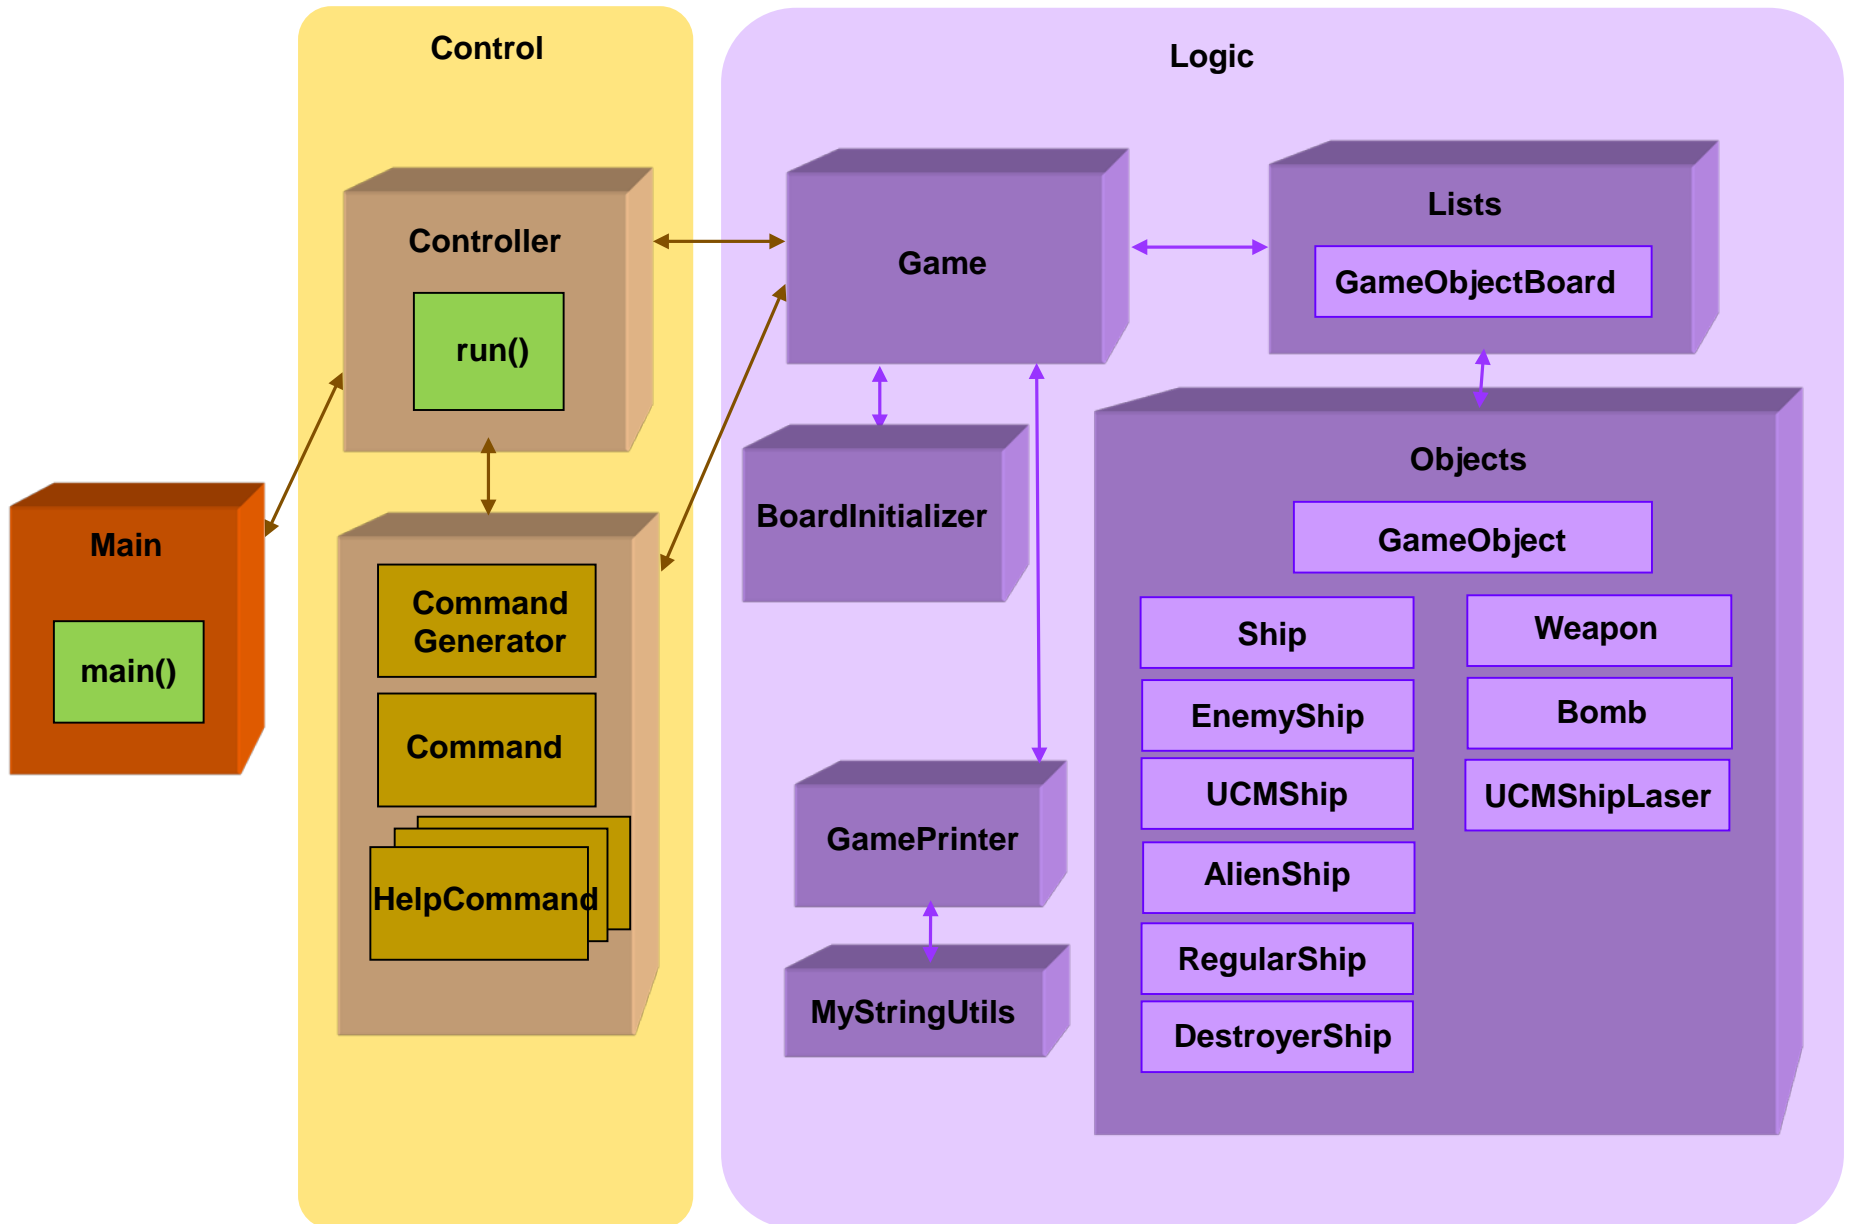 Control
Logic
Controller
run()
Main
main()
Command
Generator
Command
HelpCommand
Game
BoardInitializer
GamePrinter
MyStringUtils
Lists
GameObjectBoard
Objects
GameObject
Ship
EnemyShip
UCMShip
AlienShip
RegularShip
DestroyerShip
Weapon
Bomb
UCMShipLaser